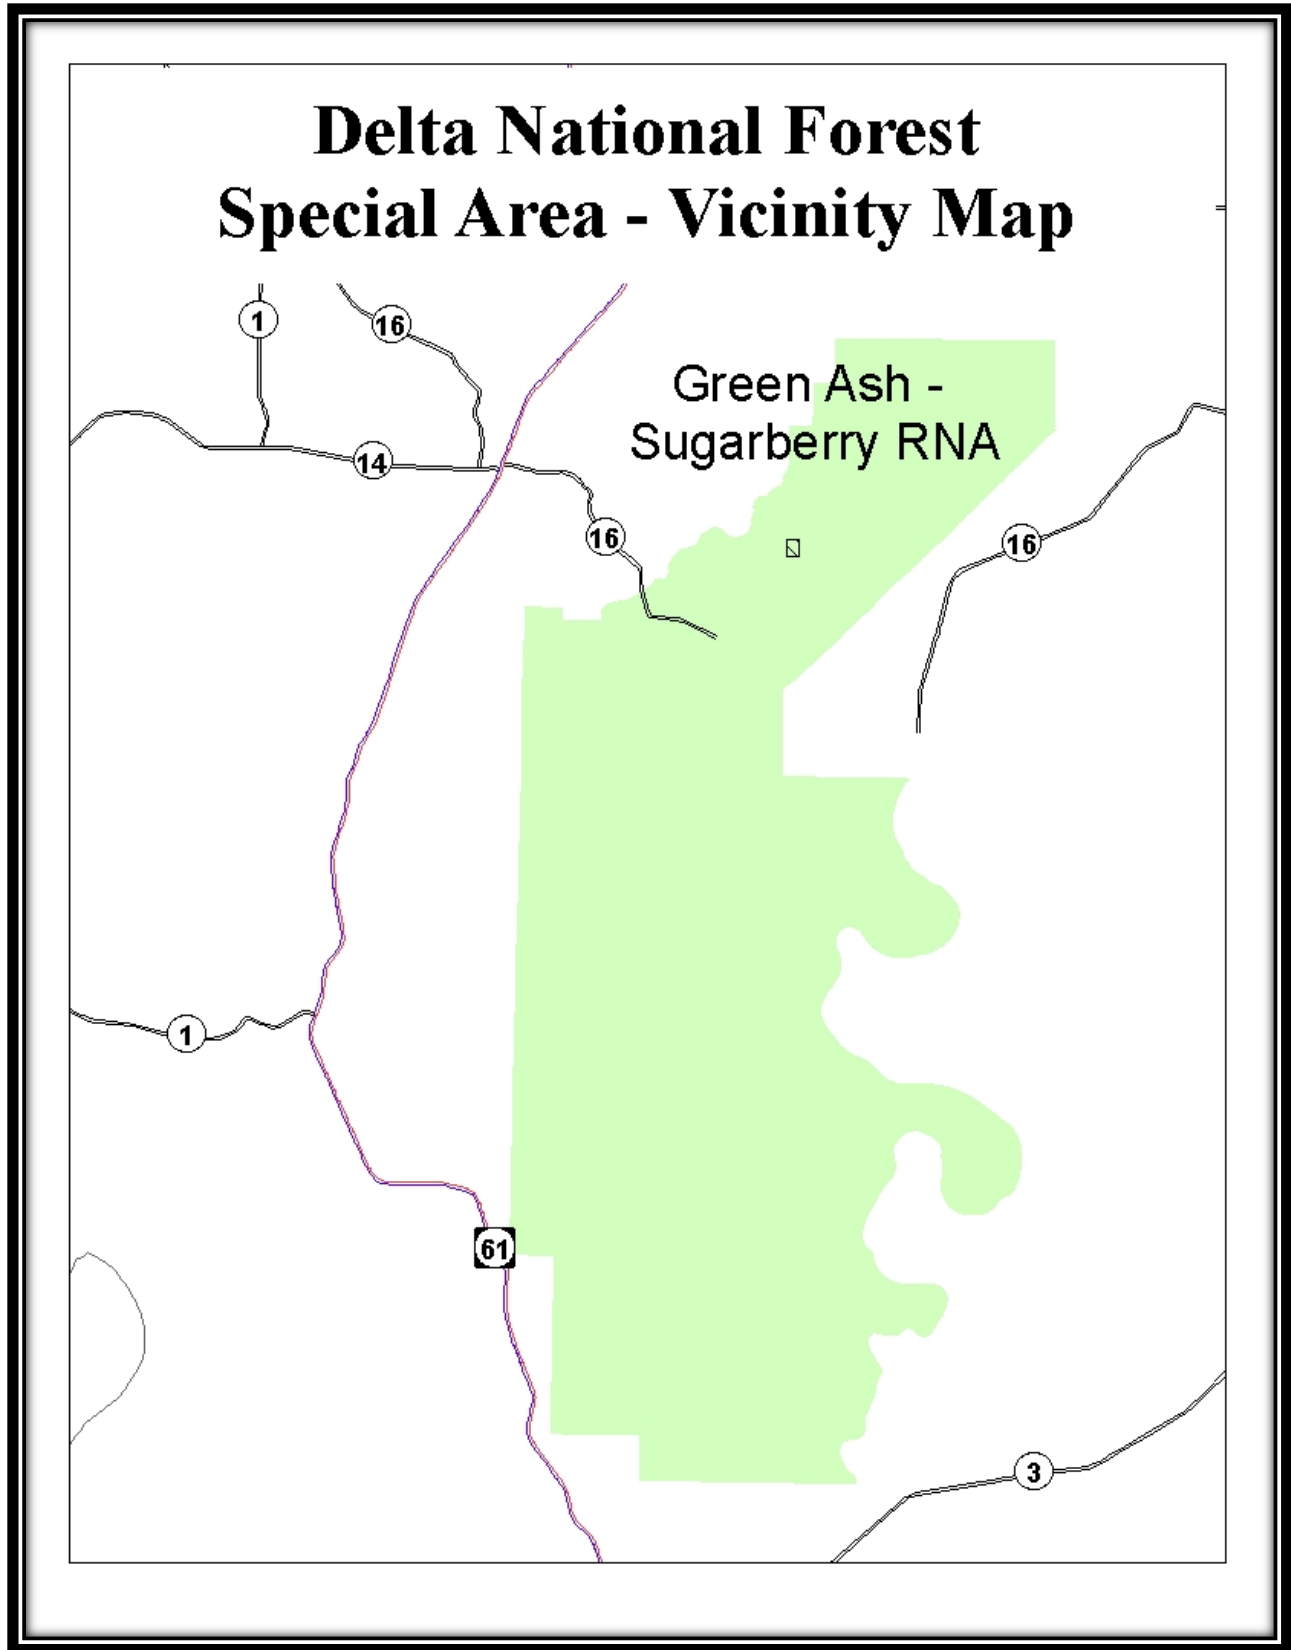 Delta National Forest
Special Area - Vicinity Map
1
16
Green Ash -
Sugarberry RNA
14
16
16
1
61
3